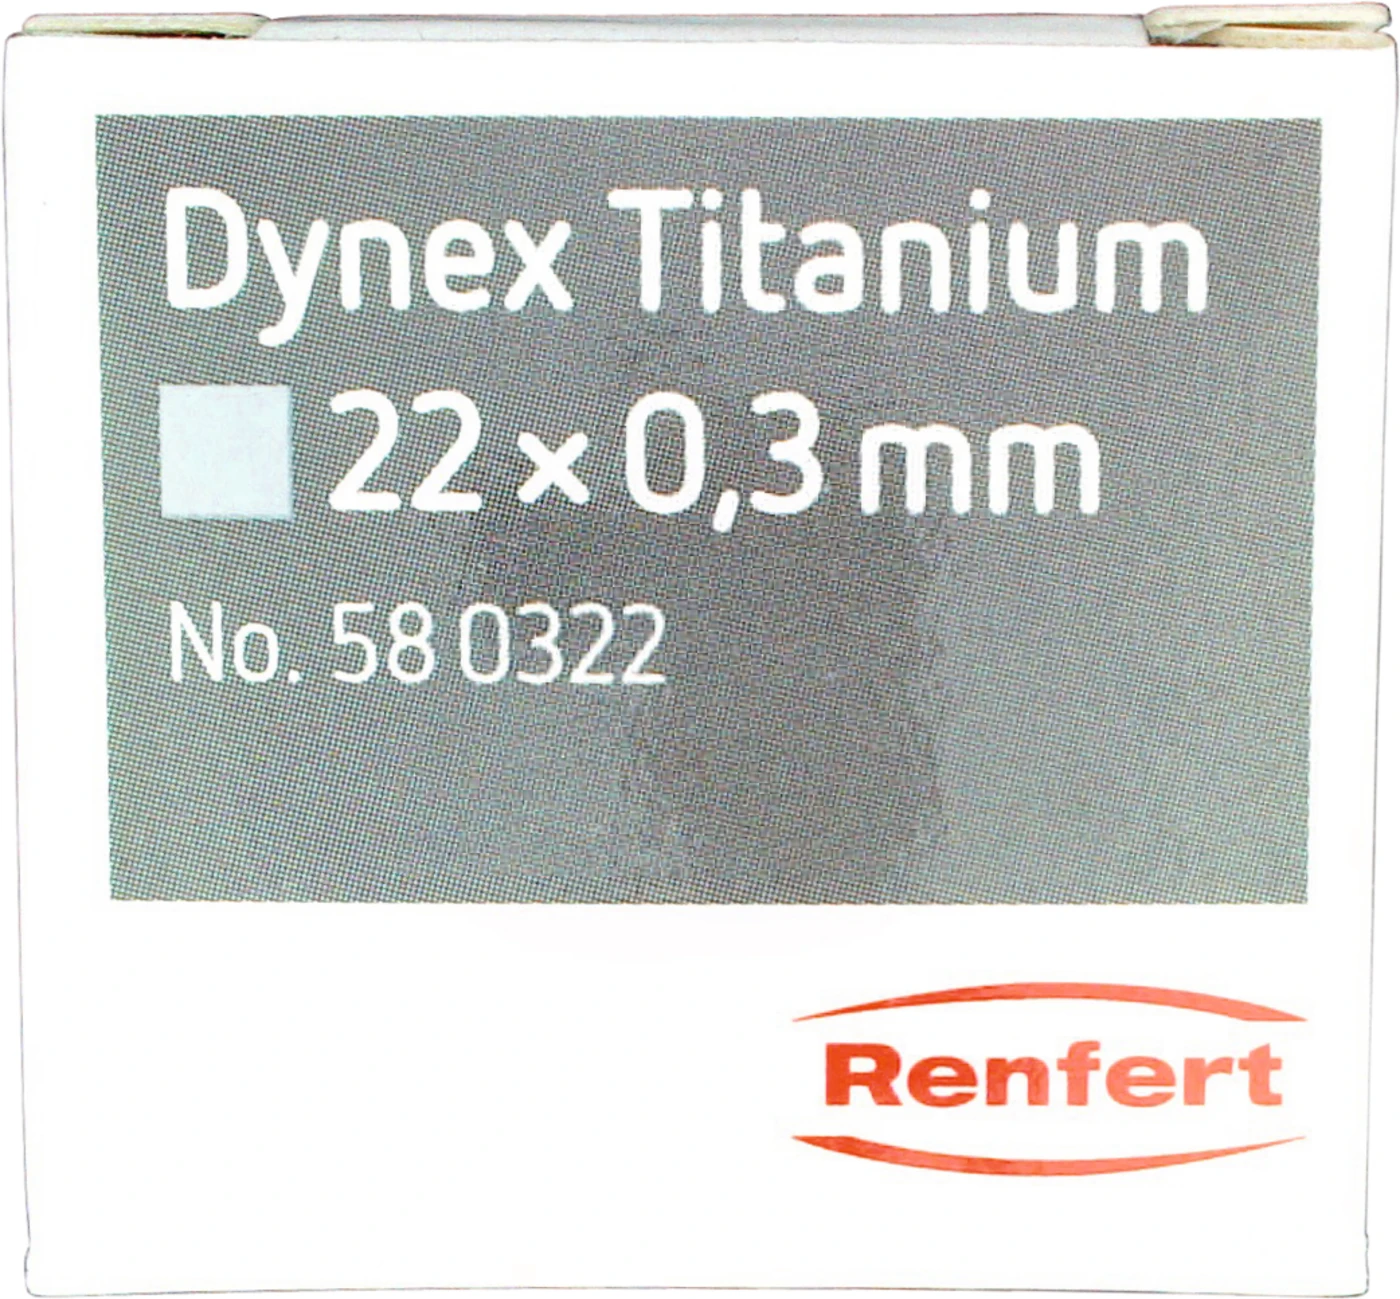 Dynex Titanium
22 × 0,3 mm
No. 58 0322
Renfert